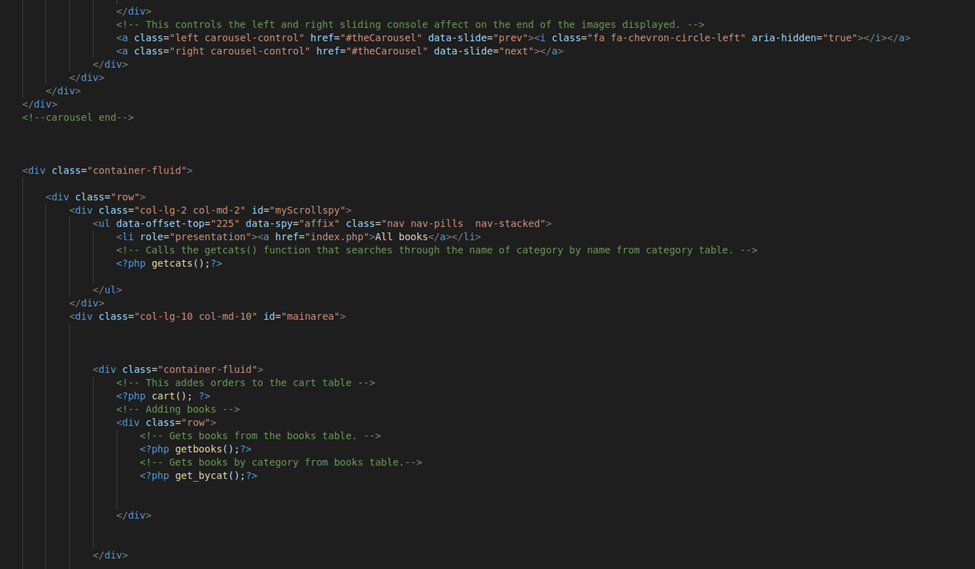 </div>
<!-- This controls the left and right sliding console affect on the end of the images displayed. -->
<a class="left carousel-control" href="#theCarousel" data-slide="prev"><i class="fa fa-chevron-circle-left" aria-hidden="true"></i></a>
<a class="right carousel-control" href="#theCarousel" data-slide="next"></a>
</div>
</div>
</div>
</div>
<!--carousel end-->
<div class="container-fluid">
<div class="row">
<div class="col-lg-2 col-md-2" id="myScrollspy">
<ul data-offset-top="225" data-spy="affix" class="nav nav-pills  nav-stacked">
<li role="presentation"><a href="index.php">All books</a></li>
<!-- Calls the getcats() function that searches through the name of category by name from category table. -->
<?php getcats();?>
</ul>
</div>
<div class="col-lg-10 col-md-10" id="mainarea">
<div class="container-fluid">
<!-- This addes orders to the cart table -->
<?php cart(); ?>
<!-- Adding books -->
<div class="row">
<!-- Gets books from the books table. -->
<?php getbooks();?>
<!-- Gets books by category from books table.-->
<?php get_bycat();?>
</div>
</div>